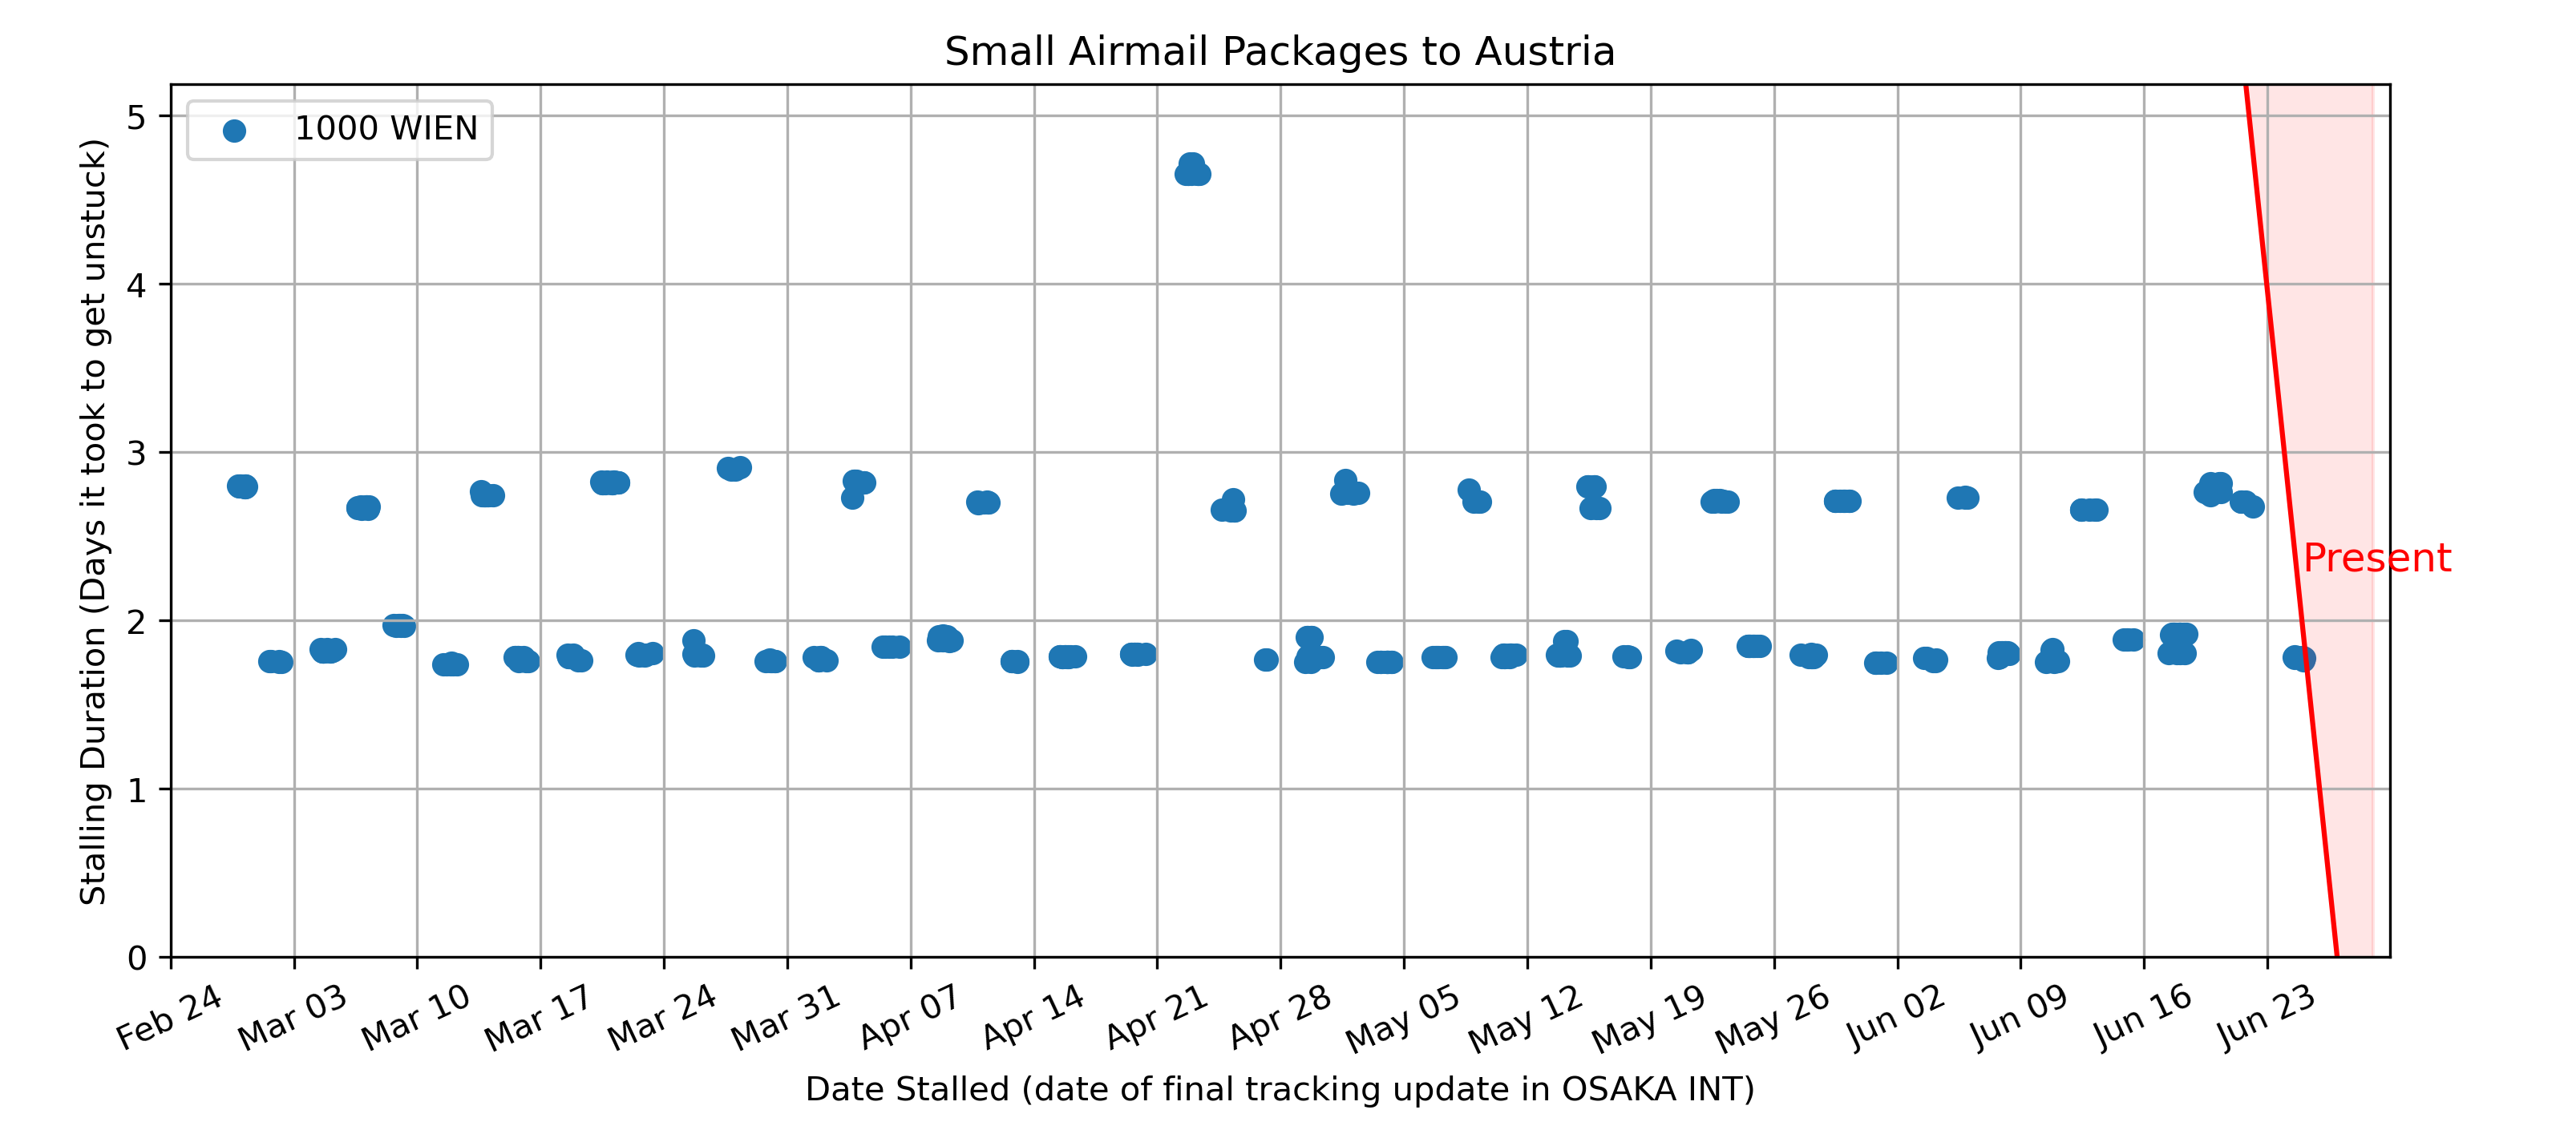 Small Airmail Packages to Austria
1000 WIEN
Stalling Duration (Days it took to get unstuck)
5
4
3
2
1
0
Present
Feb 24
Mar 03
Mar 10
Mar 17
Mar 24
Mar 31
Apr 07
Apr 14
Apr 21
Apr 28
May 05
May 12
May 19
May 26
Jun 02
Jun 09
Jun 16
Jun 23
Date Stalled (date of final tracking update in OSAKA INT)